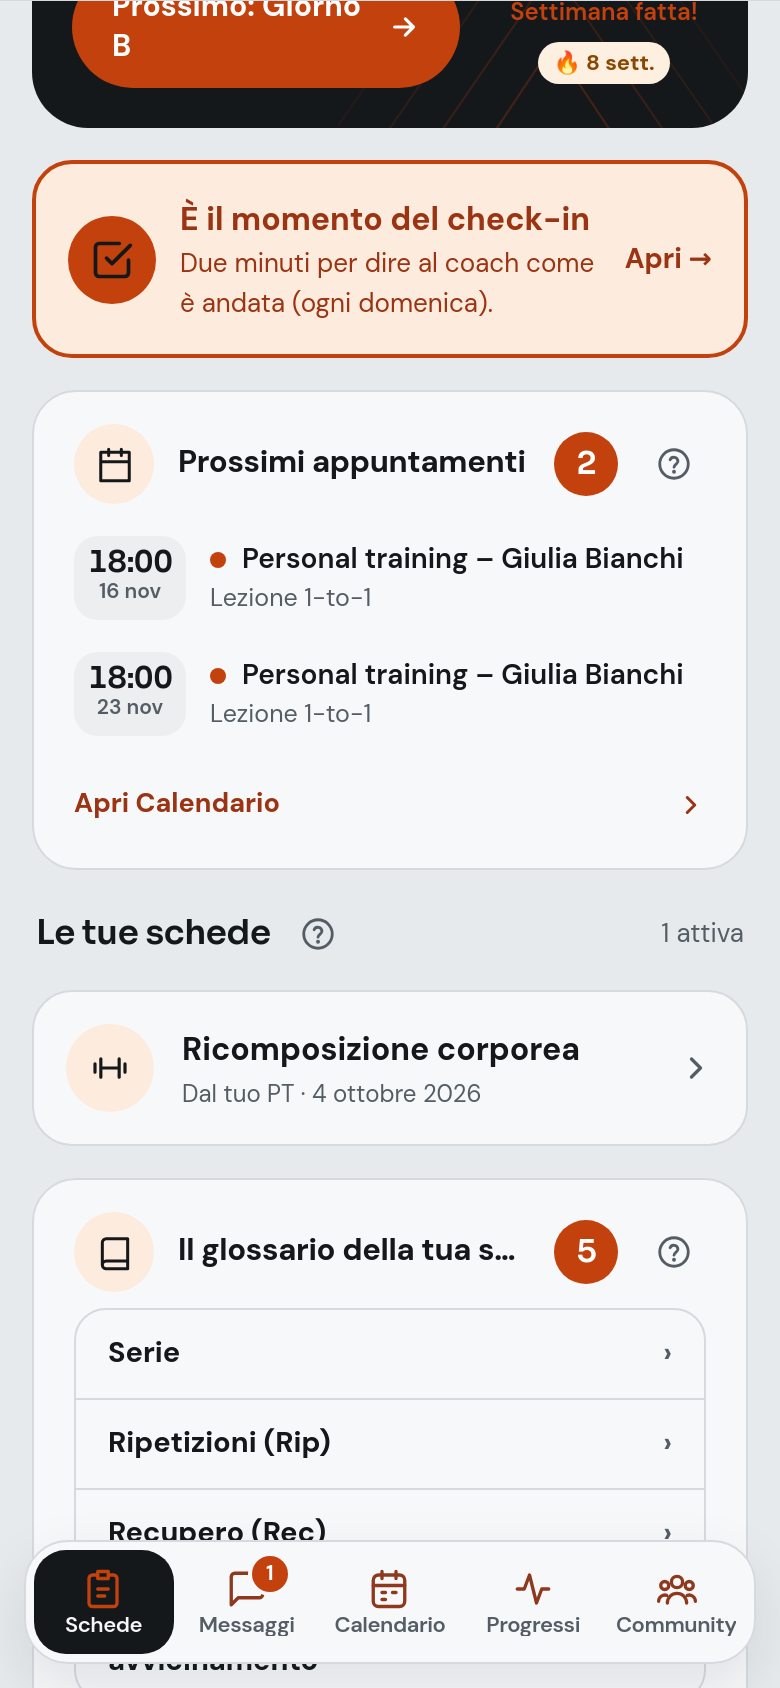 Prossimo: Giorno
B
Settimana fatta!
🔥 8 sett.
È il momento del check-in
Due minuti per dire al coach come
è andata (ogni domenica).
Apri →
Prossimi appuntamenti
2
18:00
16 nov
Personal training – Giulia Bianchi
Lezione 1-to-1
18:00
23 nov
Personal training – Giulia Bianchi
Lezione 1-to-1
Apri Calendario
Le tue schede
1 attiva
Ricomposizione corporea
Dal tuo PT · 4 ottobre 2026
Il glossario della tua s...
5
Serie
Ripetizioni (Rip)
Recupero (Rec)
avvicinamento
Schede
1
Messaggi
Calendario
Progressi
Community